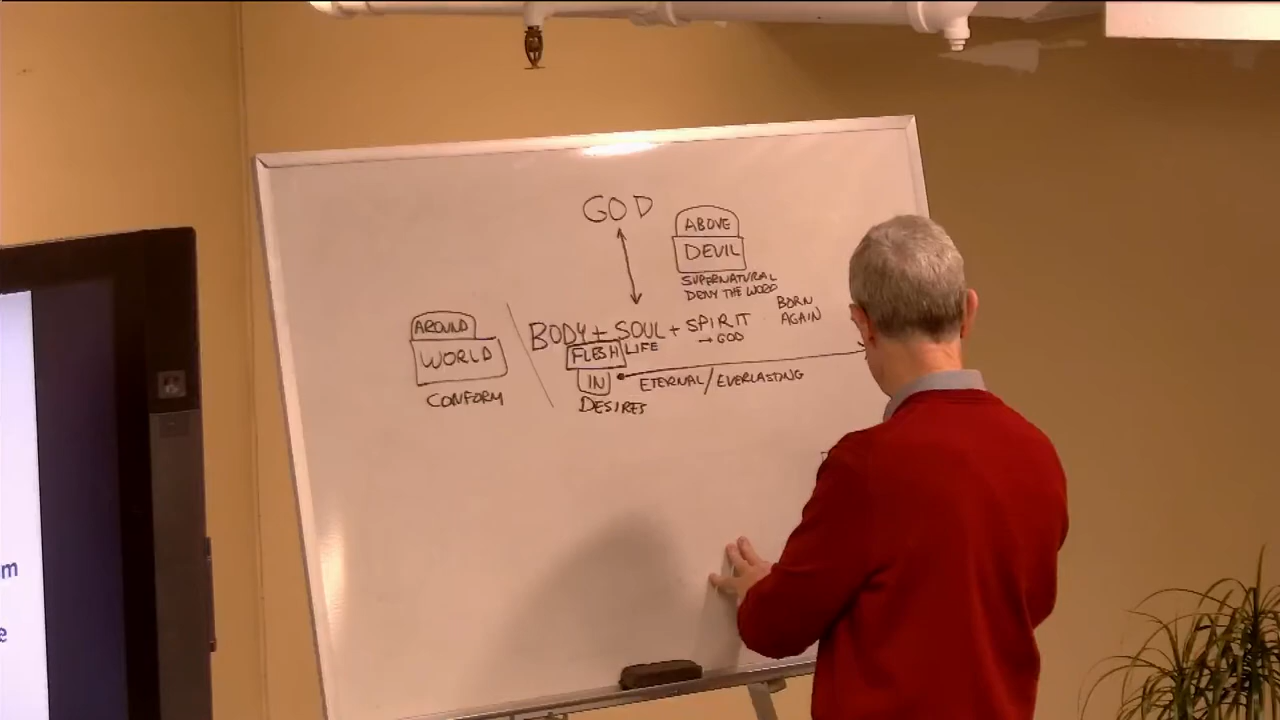 GOD
ABOVE
DEVIL
SUPERNATURAL
DENY THE WORD
BORN
AGAIN
AROUND
WORLD
CONFORM
BODY + SOUL + SPIRIT
FLESH
LIFE
→ GOD
IN
ETERNAL/EVERLASTING
DESIRES
m
e